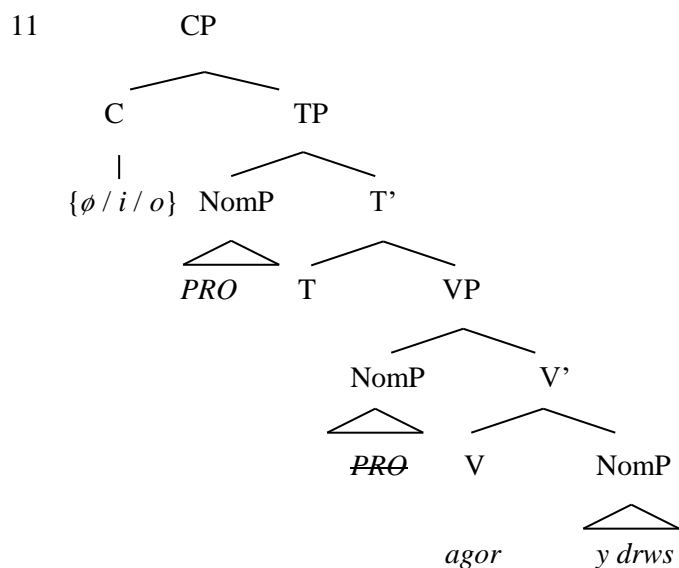 11 CP
C TP
{ø / i / o} NomP T’
PRO T VP
NomP V’
PRO V NomP
agor y drws